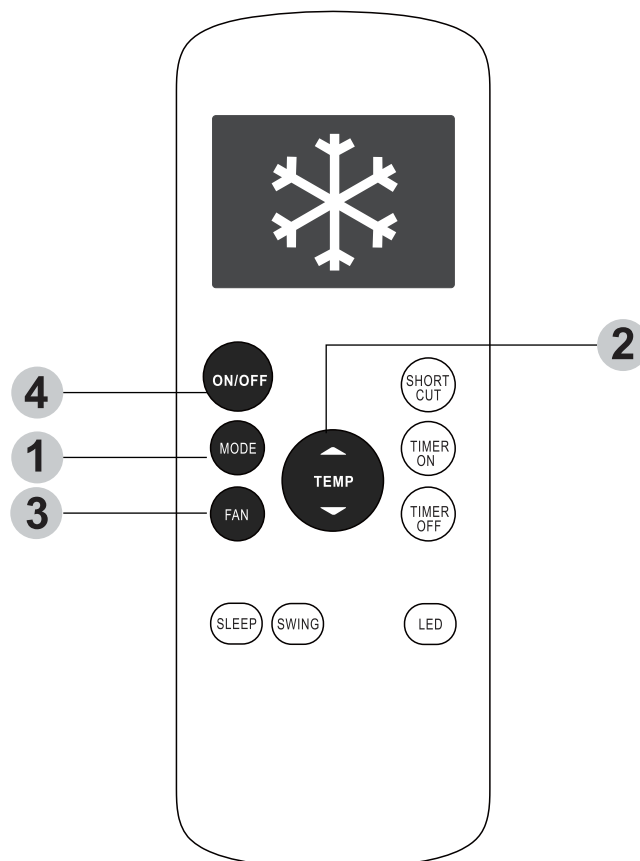 2
ON/OFF
SHORT
CUT
4
MODE
TEMP
TIMER
ON
1
FAN
TIMER
OFF
3
SLEEP
SWING
LED